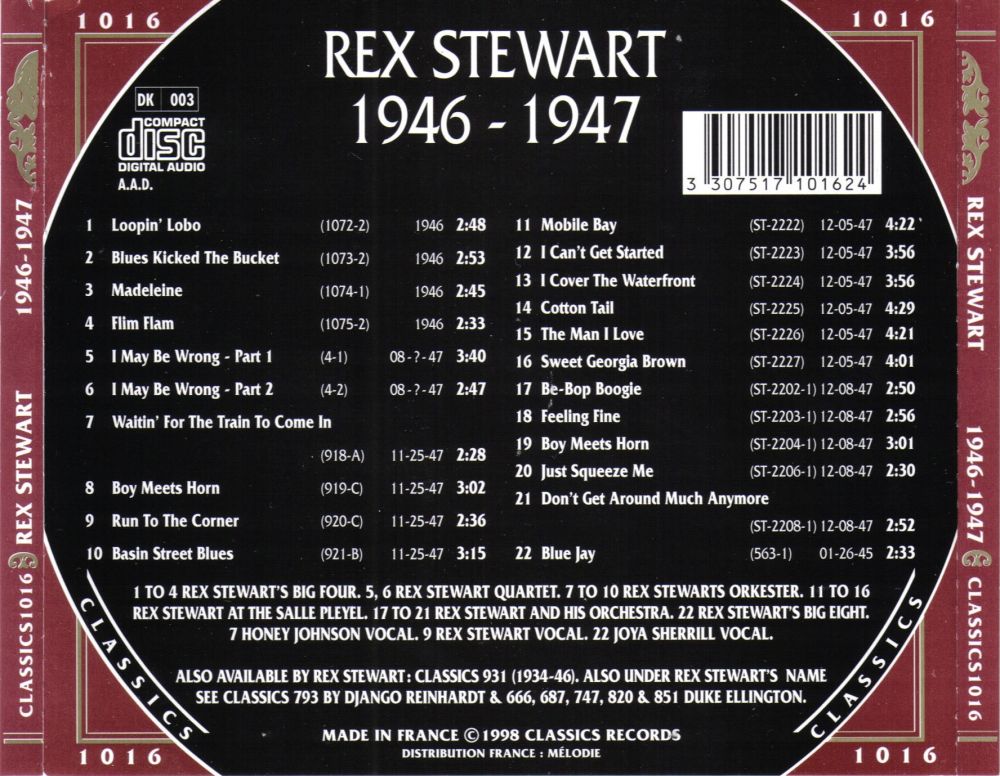 1016
1016
REX STEWART
1946 - 1947
DK 003
COMPACT
disc
DIGITAL AUDIO
A.A.D.
3 307517 101624
1 Loopin' Lobo (1072-2) 1946 2:48
2 Blues Kicked The Bucket (1073-2) 1946 2:53
3 Madeleine (1074-1) 1946 2:45
4 Flim Flam (1075-2) 1946 2:33
5 I May Be Wrong - Part 1 (4-1) 08-?-47 3:40
6 I May Be Wrong - Part 2 (4-2) 08-?-47 2:47
7 Waitin' For The Train To Come In
(918-A) 11-25-47 2:28
8 Boy Meets Horn (919-C) 11-25-47 3:02
9 Run To The Corner (920-C) 11-25-47 2:36
10 Basin Street Blues (921-B) 11-25-47 3:15
11 Mobile Bay (ST-2222) 12-05-47 4:22
12 I Can't Get Started (ST-2223) 12-05-47 3:56
13 I Cover The Waterfront (ST-2224) 12-05-47 3:56
14 Cotton Tail (ST-2225) 12-05-47 4:29
15 The Man I Love (ST-2226) 12-05-47 4:21
16 Sweet Georgia Brown (ST-2227) 12-05-47 4:01
17 Be-Bop Boogie (ST-2202-1) 12-08-47 2:50
18 Feeling Fine (ST-2203-1) 12-08-47 2:56
19 Boy Meets Horn (ST-2204-1) 12-08-47 3:01
20 Just Squeeze Me (ST-2206-1) 12-08-47 2:30
21 Don't Get Around Much Anymore
(ST-2208-1) 12-08-47 2:52
22 Blue Jay (563-1) 01-26-45 2:33
1 TO 4 REX STEWART'S BIG FOUR. 5, 6 REX STEWART QUARTET. 7 TO 10 REX STEWARTS ORKESTER. 11 TO 16
REX STEWART AT THE SALLE PLEYEL. 17 TO 21 REX STEWART AND HIS ORCHESTRA. 22 REX STEWART'S BIG EIGHT.
7 HONEY JOHNSON VOCAL. 9 REX STEWART VOCAL. 22 JOYA SHERRILL VOCAL.
ALSO AVAILABLE BY REX STEWART: CLASSICS 931 (1934-46). ALSO UNDER REX STEWART'S NAME
SEE CLASSICS 793 BY DJANGO REINHARDT & 666, 687, 747, 820 & 851 DUKE ELLINGTON.
MADE IN FRANCE ©1998 CLASSICS RECORDS
DISTRIBUTION FRANCE : MÉLODIE
CLASSICS
CLASSICS
1016
1016
CLASSICS1016 REX STEWART 1946-1947
REX STEWART 1946-1947 CLASSICS1016